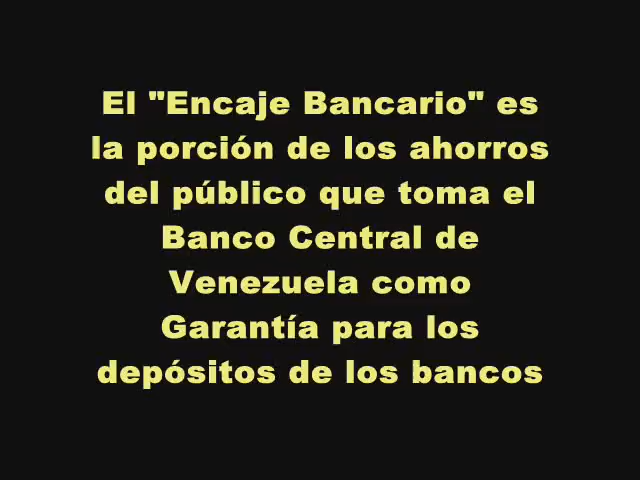 El "Encaje Bancario" es
la porción de los ahorros
del público que toma el
Banco Central de
Venezuela como
Garantía para los
depósitos de los bancos